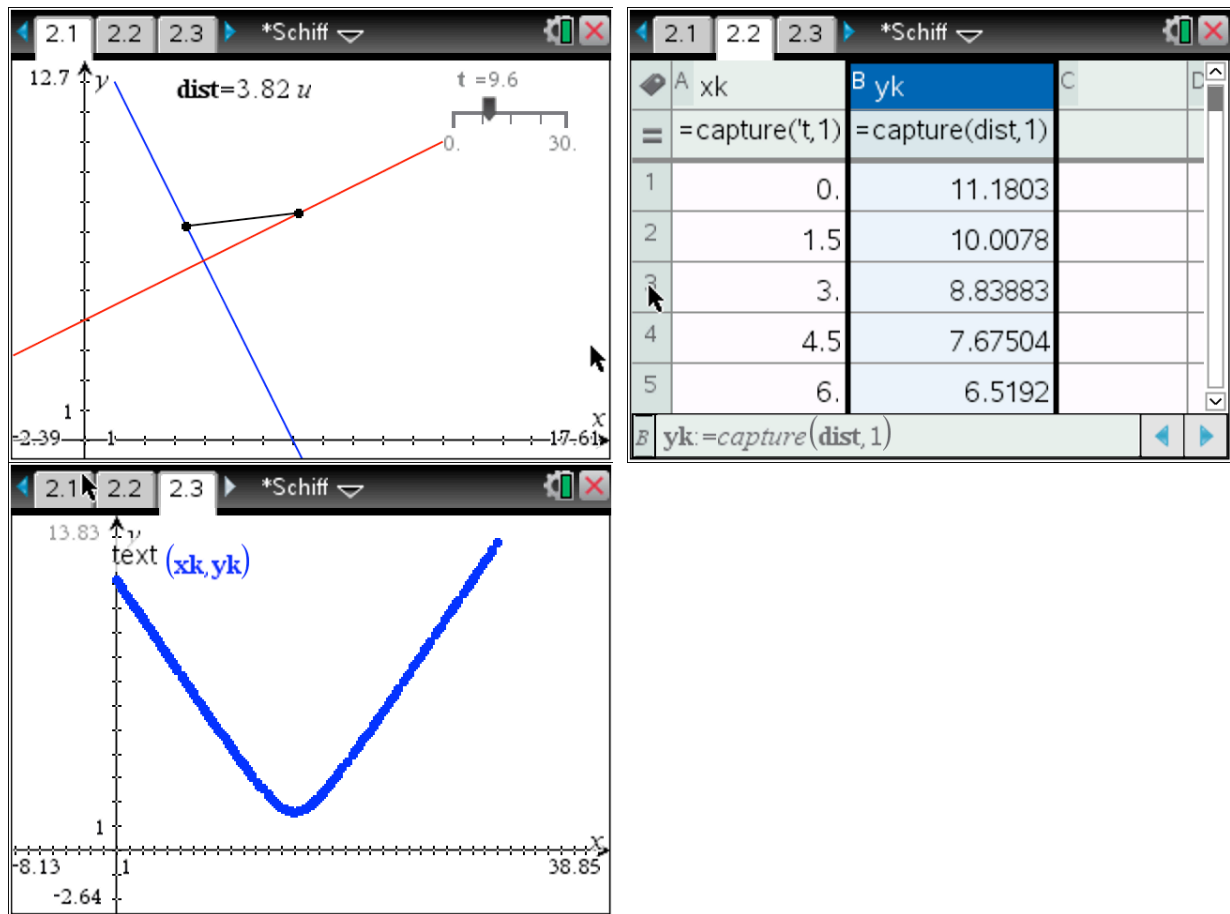 2.1 2.2 2.3 *Schiff
12.7 y
dist=3.82 u
t =9.6
0. 30.
1
x
-2.39 1 17.61
2.1 2.2 2.3 *Schiff
A xk B yk C D
= =capture('t,1) =capture(dist,1)
1 0. 11.1803
2 1.5 10.0078
3 3. 8.83883
4 4.5 7.67504
5 6. 6.5192
B yk:=capture(dist,1)
2.1 2.2 2.3 *Schiff
13.83 y
text (xk,yk)
1
x
-8.13 1 38.85
-2.64